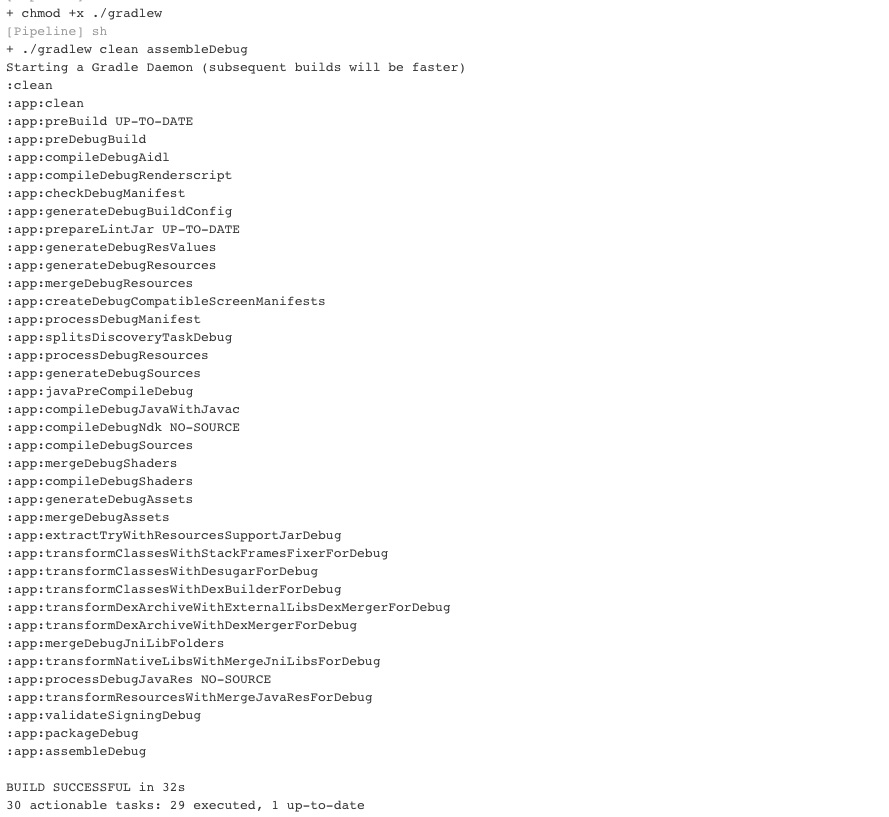 + chmod +x ./gradlew
[Pipeline] sh
+ ./gradlew clean assembleDebug
Starting a Gradle Daemon (subsequent builds will be faster)
:clean
:app:clean
:app:preBuild UP-TO-DATE
:app:preDebugBuild
:app:compileDebugAidl
:app:compileDebugRenderscript
:app:checkDebugManifest
:app:generateDebugBuildConfig
:app:prepareLintJar UP-TO-DATE
:app:generateDebugResValues
:app:generateDebugResources
:app:mergeDebugResources
:app:createDebugCompatibleScreenManifests
:app:processDebugManifest
:app:splitsDiscoveryTaskDebug
:app:processDebugResources
:app:generateDebugSources
:app:javaPreCompileDebug
:app:compileDebugJavaWithJavac
:app:compileDebugNdk NO-SOURCE
:app:compileDebugSources
:app:mergeDebugShaders
:app:compileDebugShaders
:app:generateDebugAssets
:app:mergeDebugAssets
:app:extractTryWithResourcesSupportJarDebug
:app:transformClassesWithStackFramesFixerForDebug
:app:transformClassesWithDesugarForDebug
:app:transformClassesWithDexBuilderForDebug
:app:transformDexArchiveWithExternalLibsDexMergerForDebug
:app:transformDexArchiveWithDexMergerForDebug
:app:mergeDebugJniLibFolders
:app:transformNativeLibsWithMergeJniLibsForDebug
:app:processDebugJavaRes NO-SOURCE
:app:transformResourcesWithMergeJavaResForDebug
:app:validateSigningDebug
:app:packageDebug
:app:assembleDebug
BUILD SUCCESSFUL in 32s
30 actionable tasks: 29 executed, 1 up-to-date